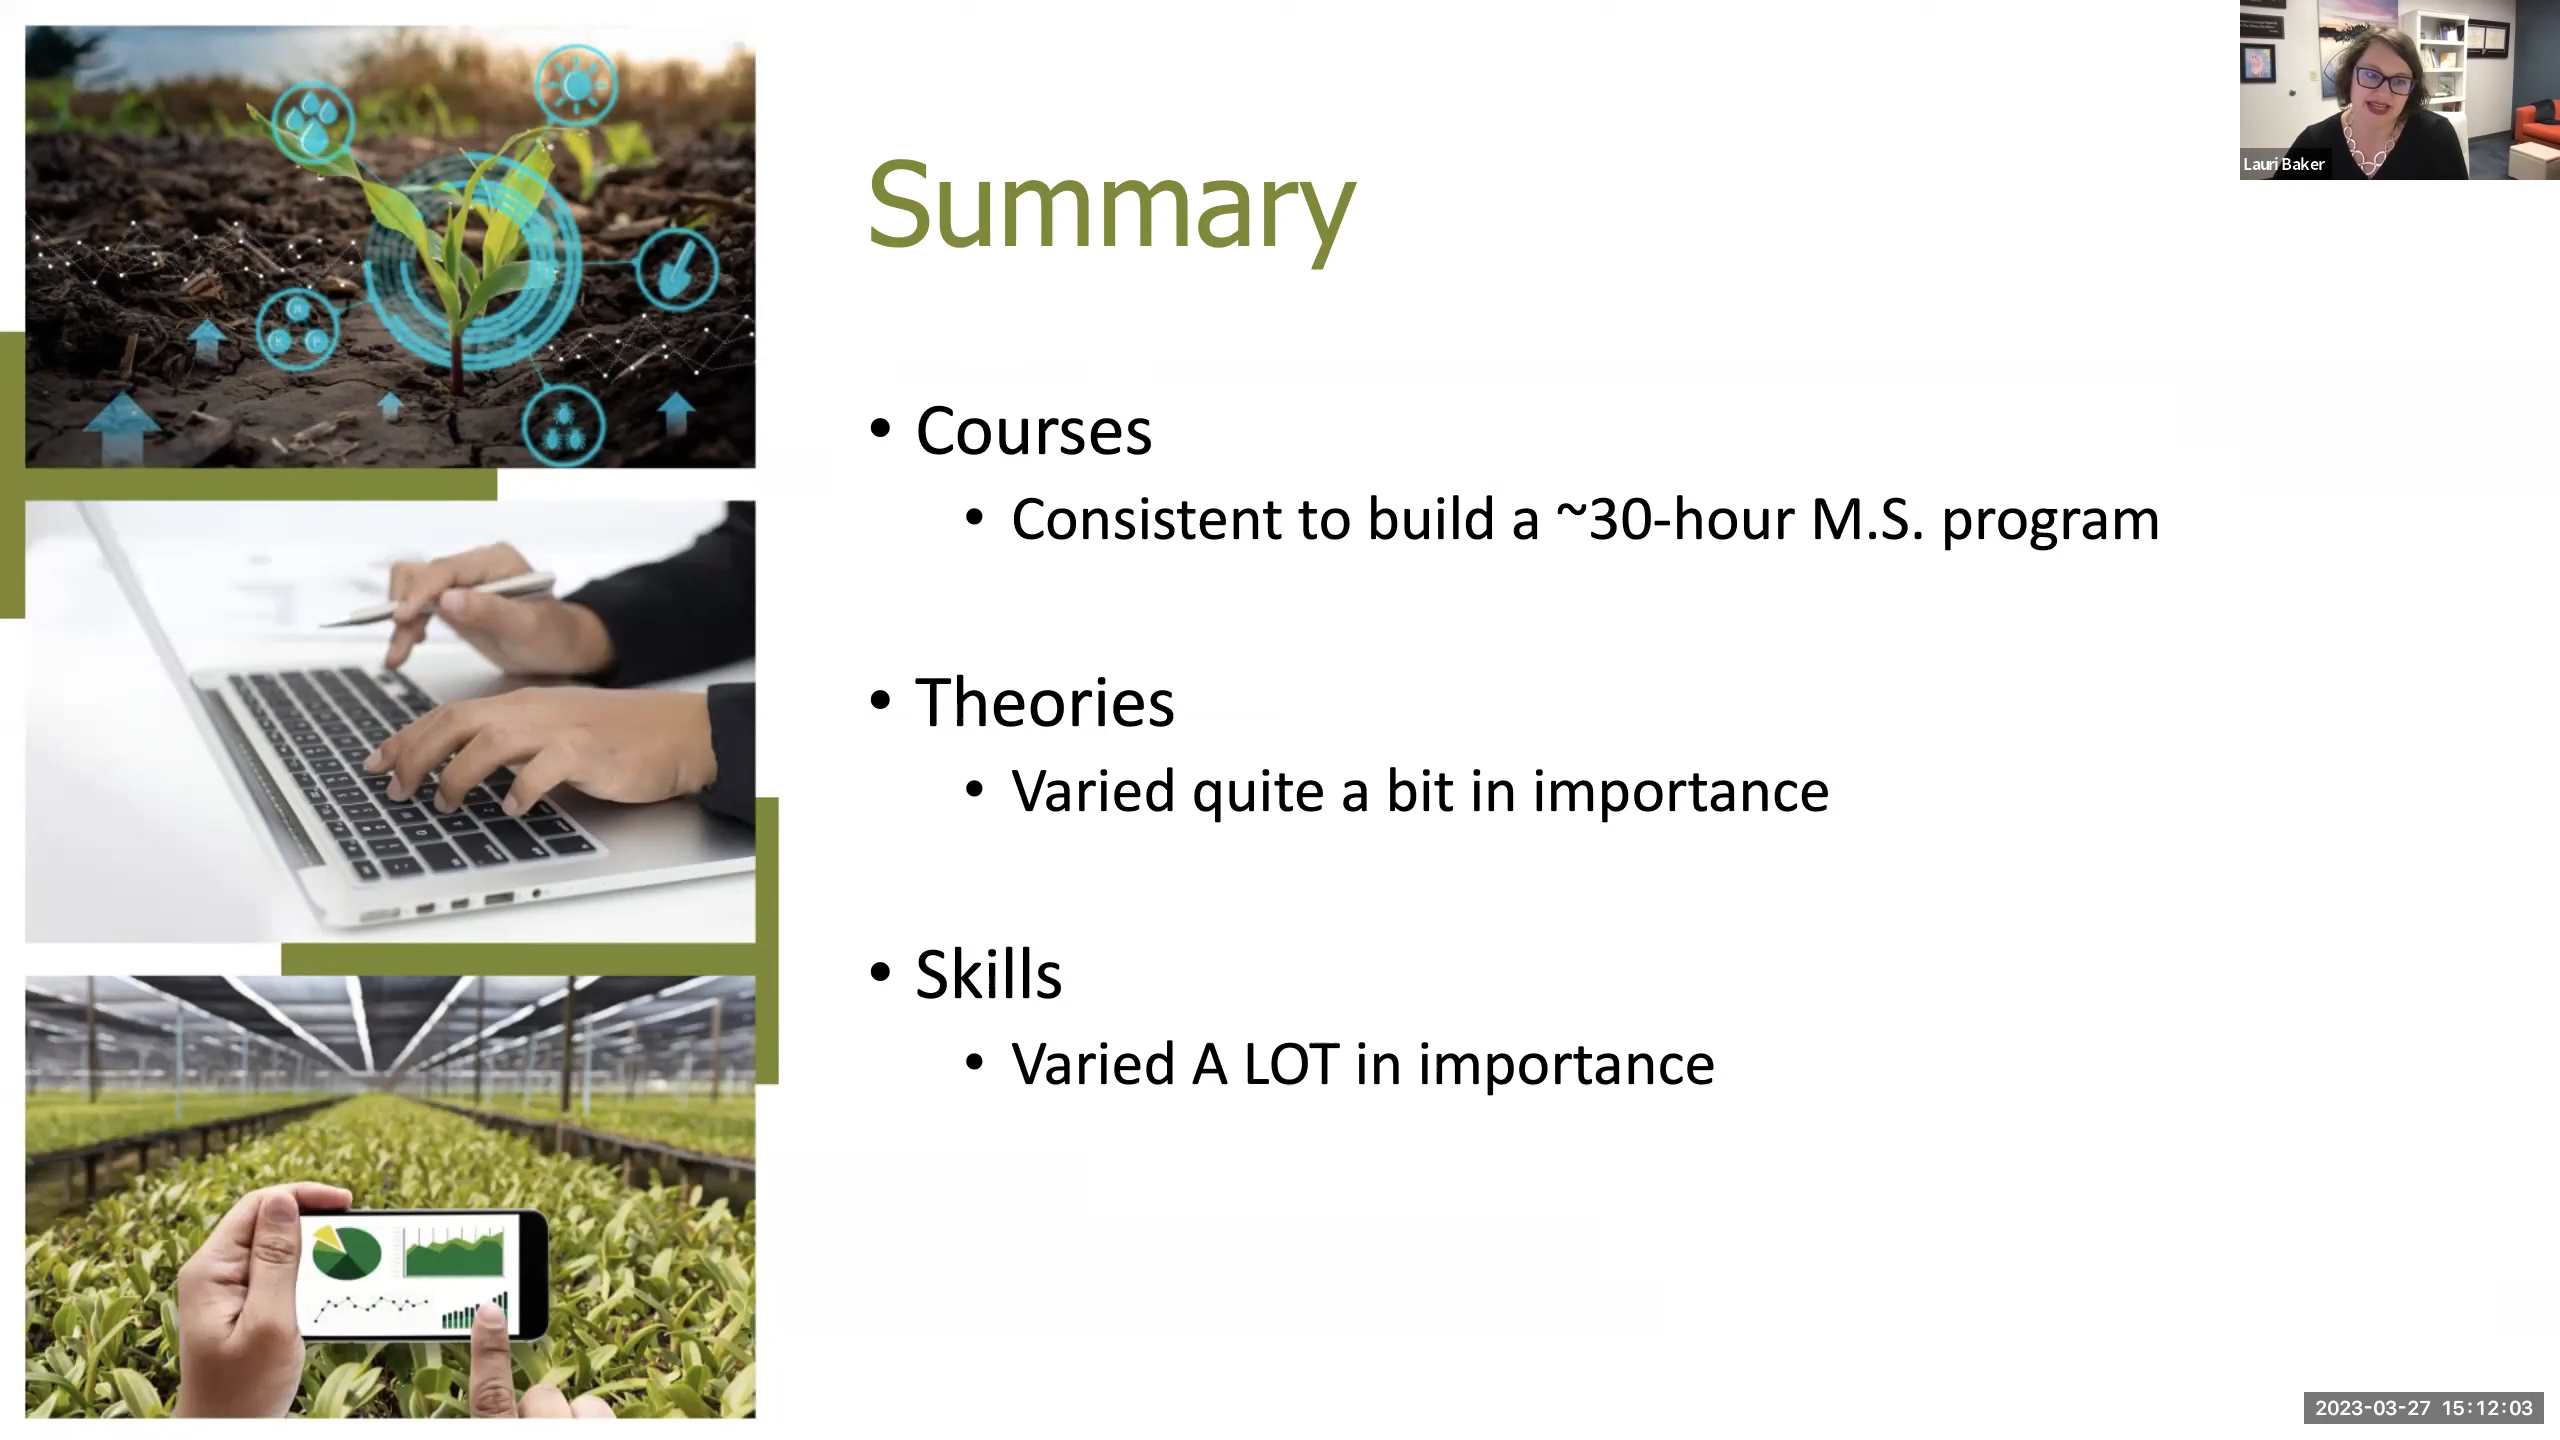 Summary
Lauri Baker
• Courses
• Consistent to build a ~30-hour M.S. program
• Theories
• Varied quite a bit in importance
• Skills
• Varied A LOT in importance
N
K P
2023-03-27 15:12:03